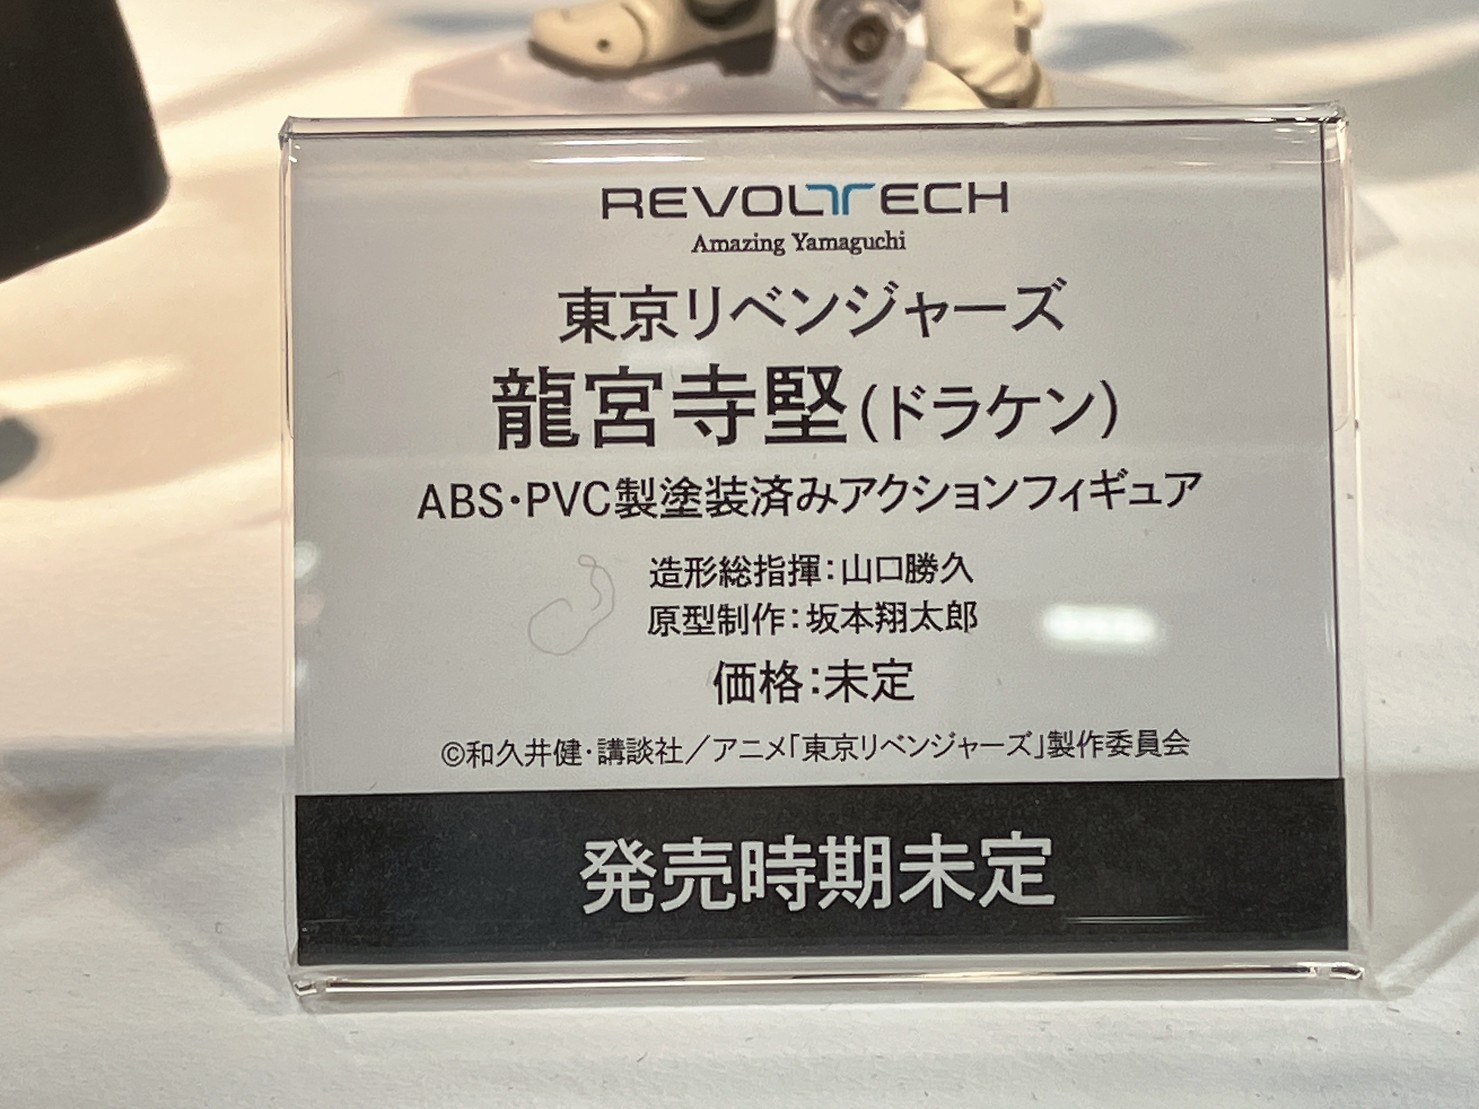 REVOLTECH
Amazing Yamaguchi
東京リベンジャーズ
龍宮寺堅(ドラケン)
ABS・PVC製塗装済みアクションフィギュア
造形総指揮：山口勝久
原型制作：坂本翔太郎
価格：未定
©和久井健・講談社／アニメ「東京リベンジャーズ」製作委員会
発売時期未定